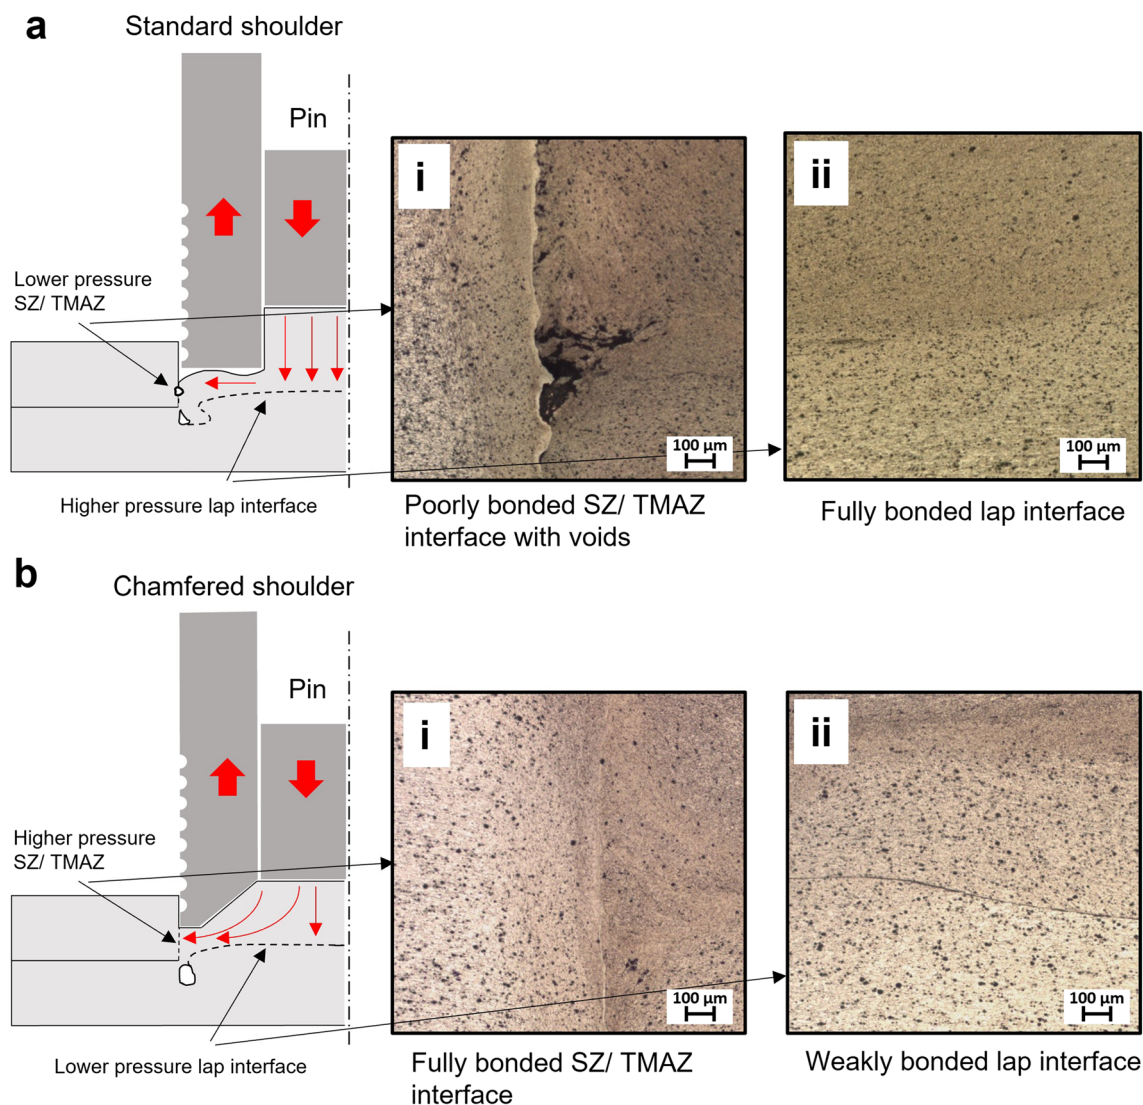 a
Standard shoulder
Pin
i
ii
Lower pressure
SZ/ TMAZ
100 µm
100 µm
Higher pressure lap interface
Poorly bonded SZ/ TMAZ
interface with voids
Fully bonded lap interface
b
Chamfered shoulder
Pin
i
ii
Higher pressure
SZ/ TMAZ
100 µm
100 µm
Lower pressure lap interface
Fully bonded SZ/ TMAZ
interface
Weakly bonded lap interface